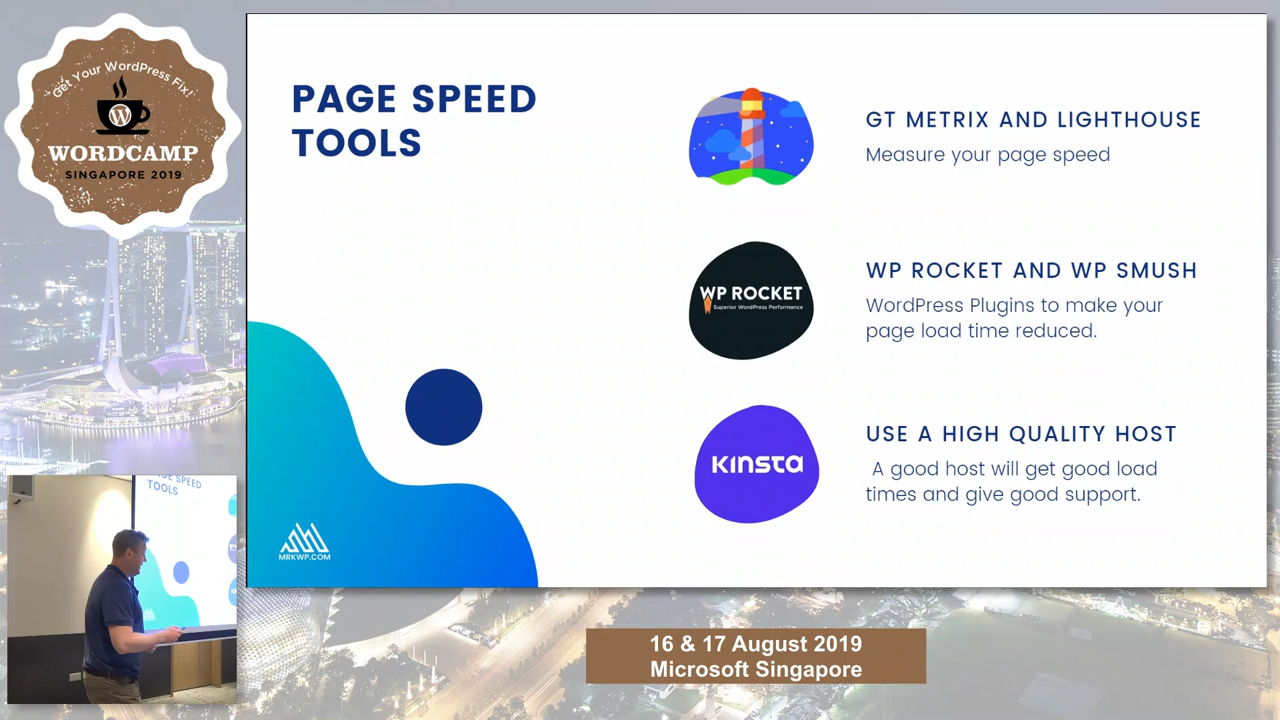 Get Your WordPress Fix!
WORDCAMP
SINGAPORE 2019
PAGE SPEED
TOOLS
GT METRIX AND LIGHTHOUSE
Measure your page speed
WP ROCKET
Superior WordPress Performance
WP ROCKET AND WP SMUSH
WordPress Plugins to make your
page load time reduced.
KINSTA
USE A HIGH QUALITY HOST
A good host will get good load
times and give good support.
MRKWP.COM
PAGE SPEED
TOOLS
16 & 17 August 2019
Microsoft Singapore